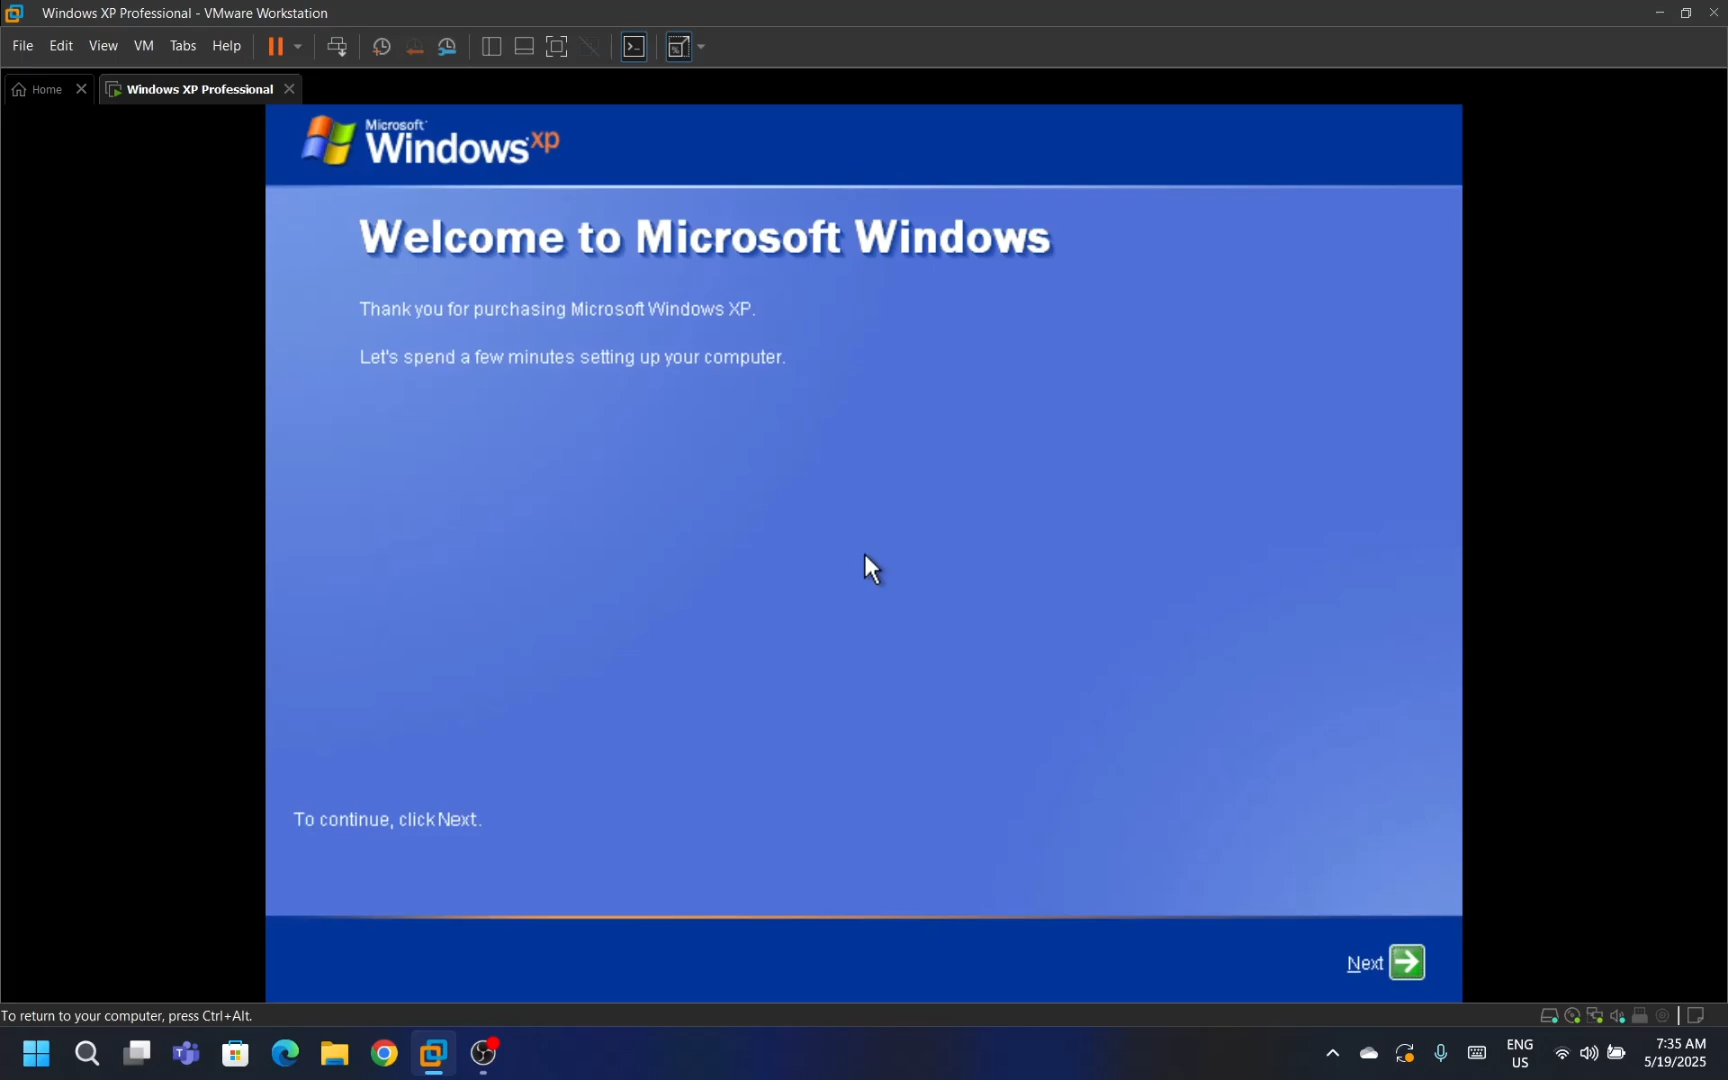 Windows XP Professional - VMware Workstation
File Edit View VM Tabs Help
Home
Windows XP Professional
Microsoft
Windows xp
Welcome to Microsoft Windows
Thank you for purchasing Microsoft Windows XP.
Let's spend a few minutes setting up your computer.
To continue, click Next.
Next
To return to your computer, press Ctrl+Alt.
ENG
US
7:35 AM
5/19/2025